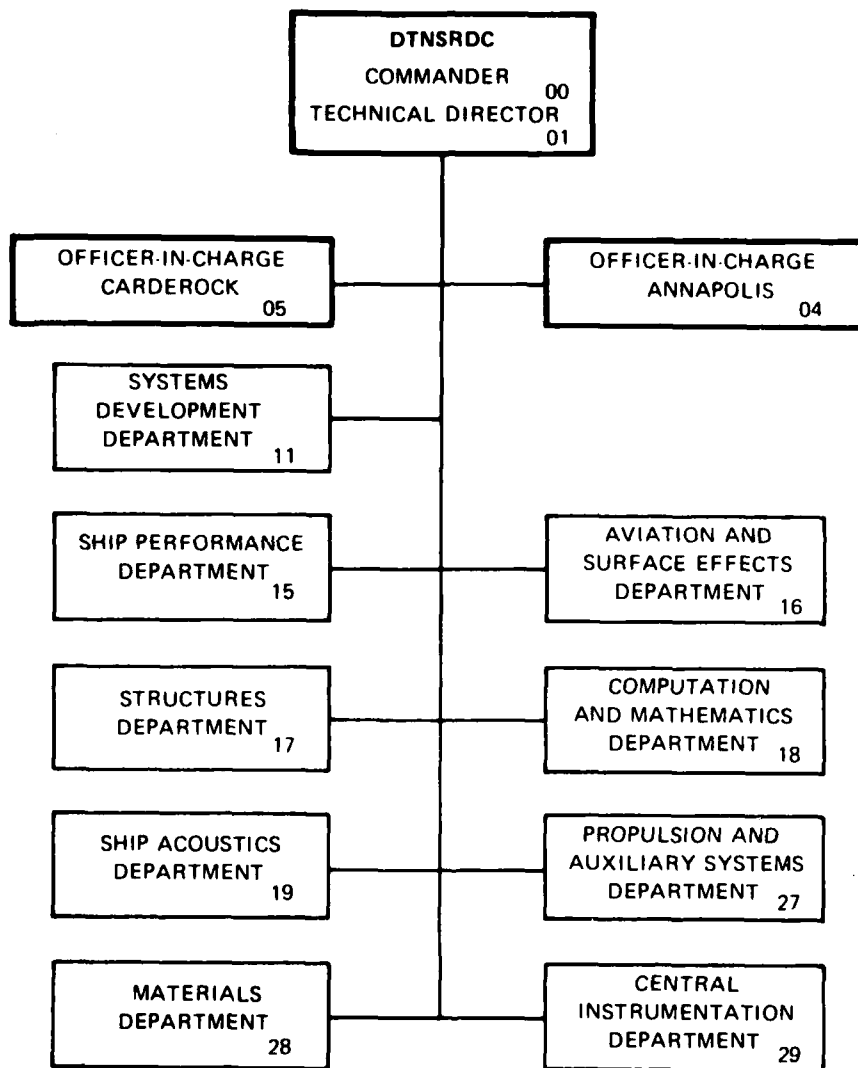 DTNSRDC
COMMANDER
00
TECHNICAL DIRECTOR
01
OFFICER-IN-CHARGE
CARDEROCK
05
OFFICER-IN-CHARGE
ANNAPOLIS
04
SYSTEMS
DEVELOPMENT
DEPARTMENT
11
SHIP PERFORMANCE
DEPARTMENT
15
AVIATION AND
SURFACE EFFECTS
DEPARTMENT
16
STRUCTURES
DEPARTMENT
17
COMPUTATION
AND MATHEMATICS
DEPARTMENT
18
SHIP ACOUSTICS
DEPARTMENT
19
PROPULSION AND
AUXILIARY SYSTEMS
DEPARTMENT
27
MATERIALS
DEPARTMENT
28
CENTRAL
INSTRUMENTATION
DEPARTMENT
29